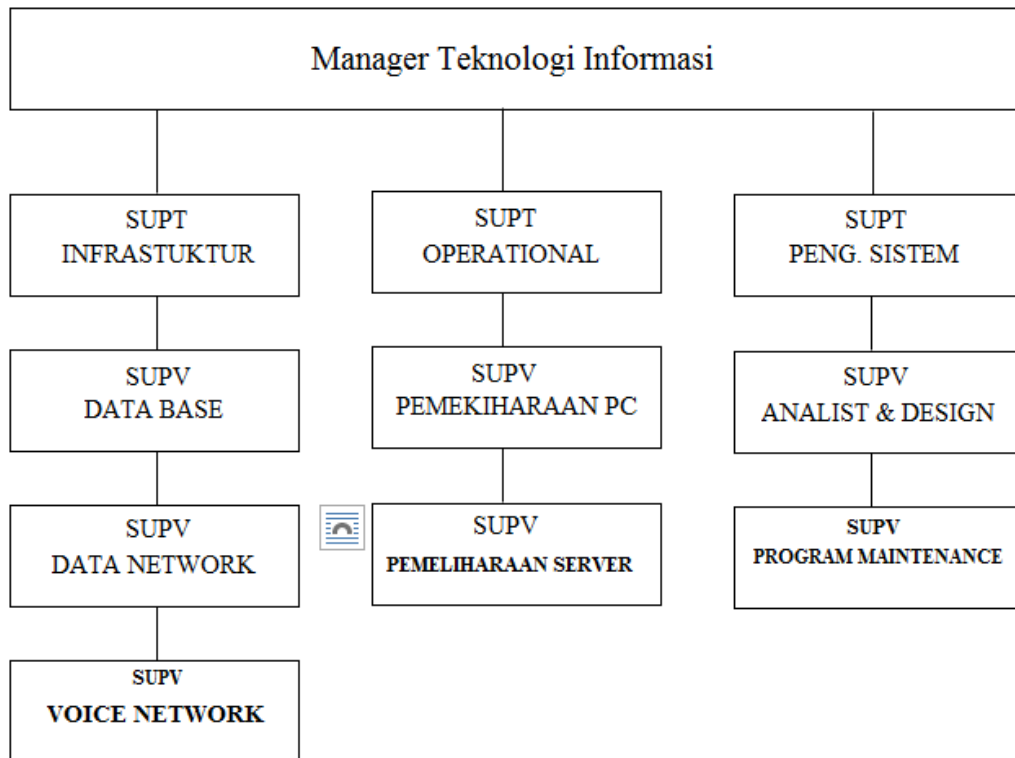 Manager Teknologi Informasi
SUPT
INFRASTUKTUR
SUPT
OPERATIONAL
SUPT
PENG. SISTEM
SUPV
DATA BASE
SUPV
PEMEKIHARAAN PC
SUPV
ANALIST & DESIGN
SUPV
DATA NETWORK
SUPV
PEMELIHARAAN SERVER
SUPV
PROGRAM MAINTENANCE
SUPV
VOICE NETWORK